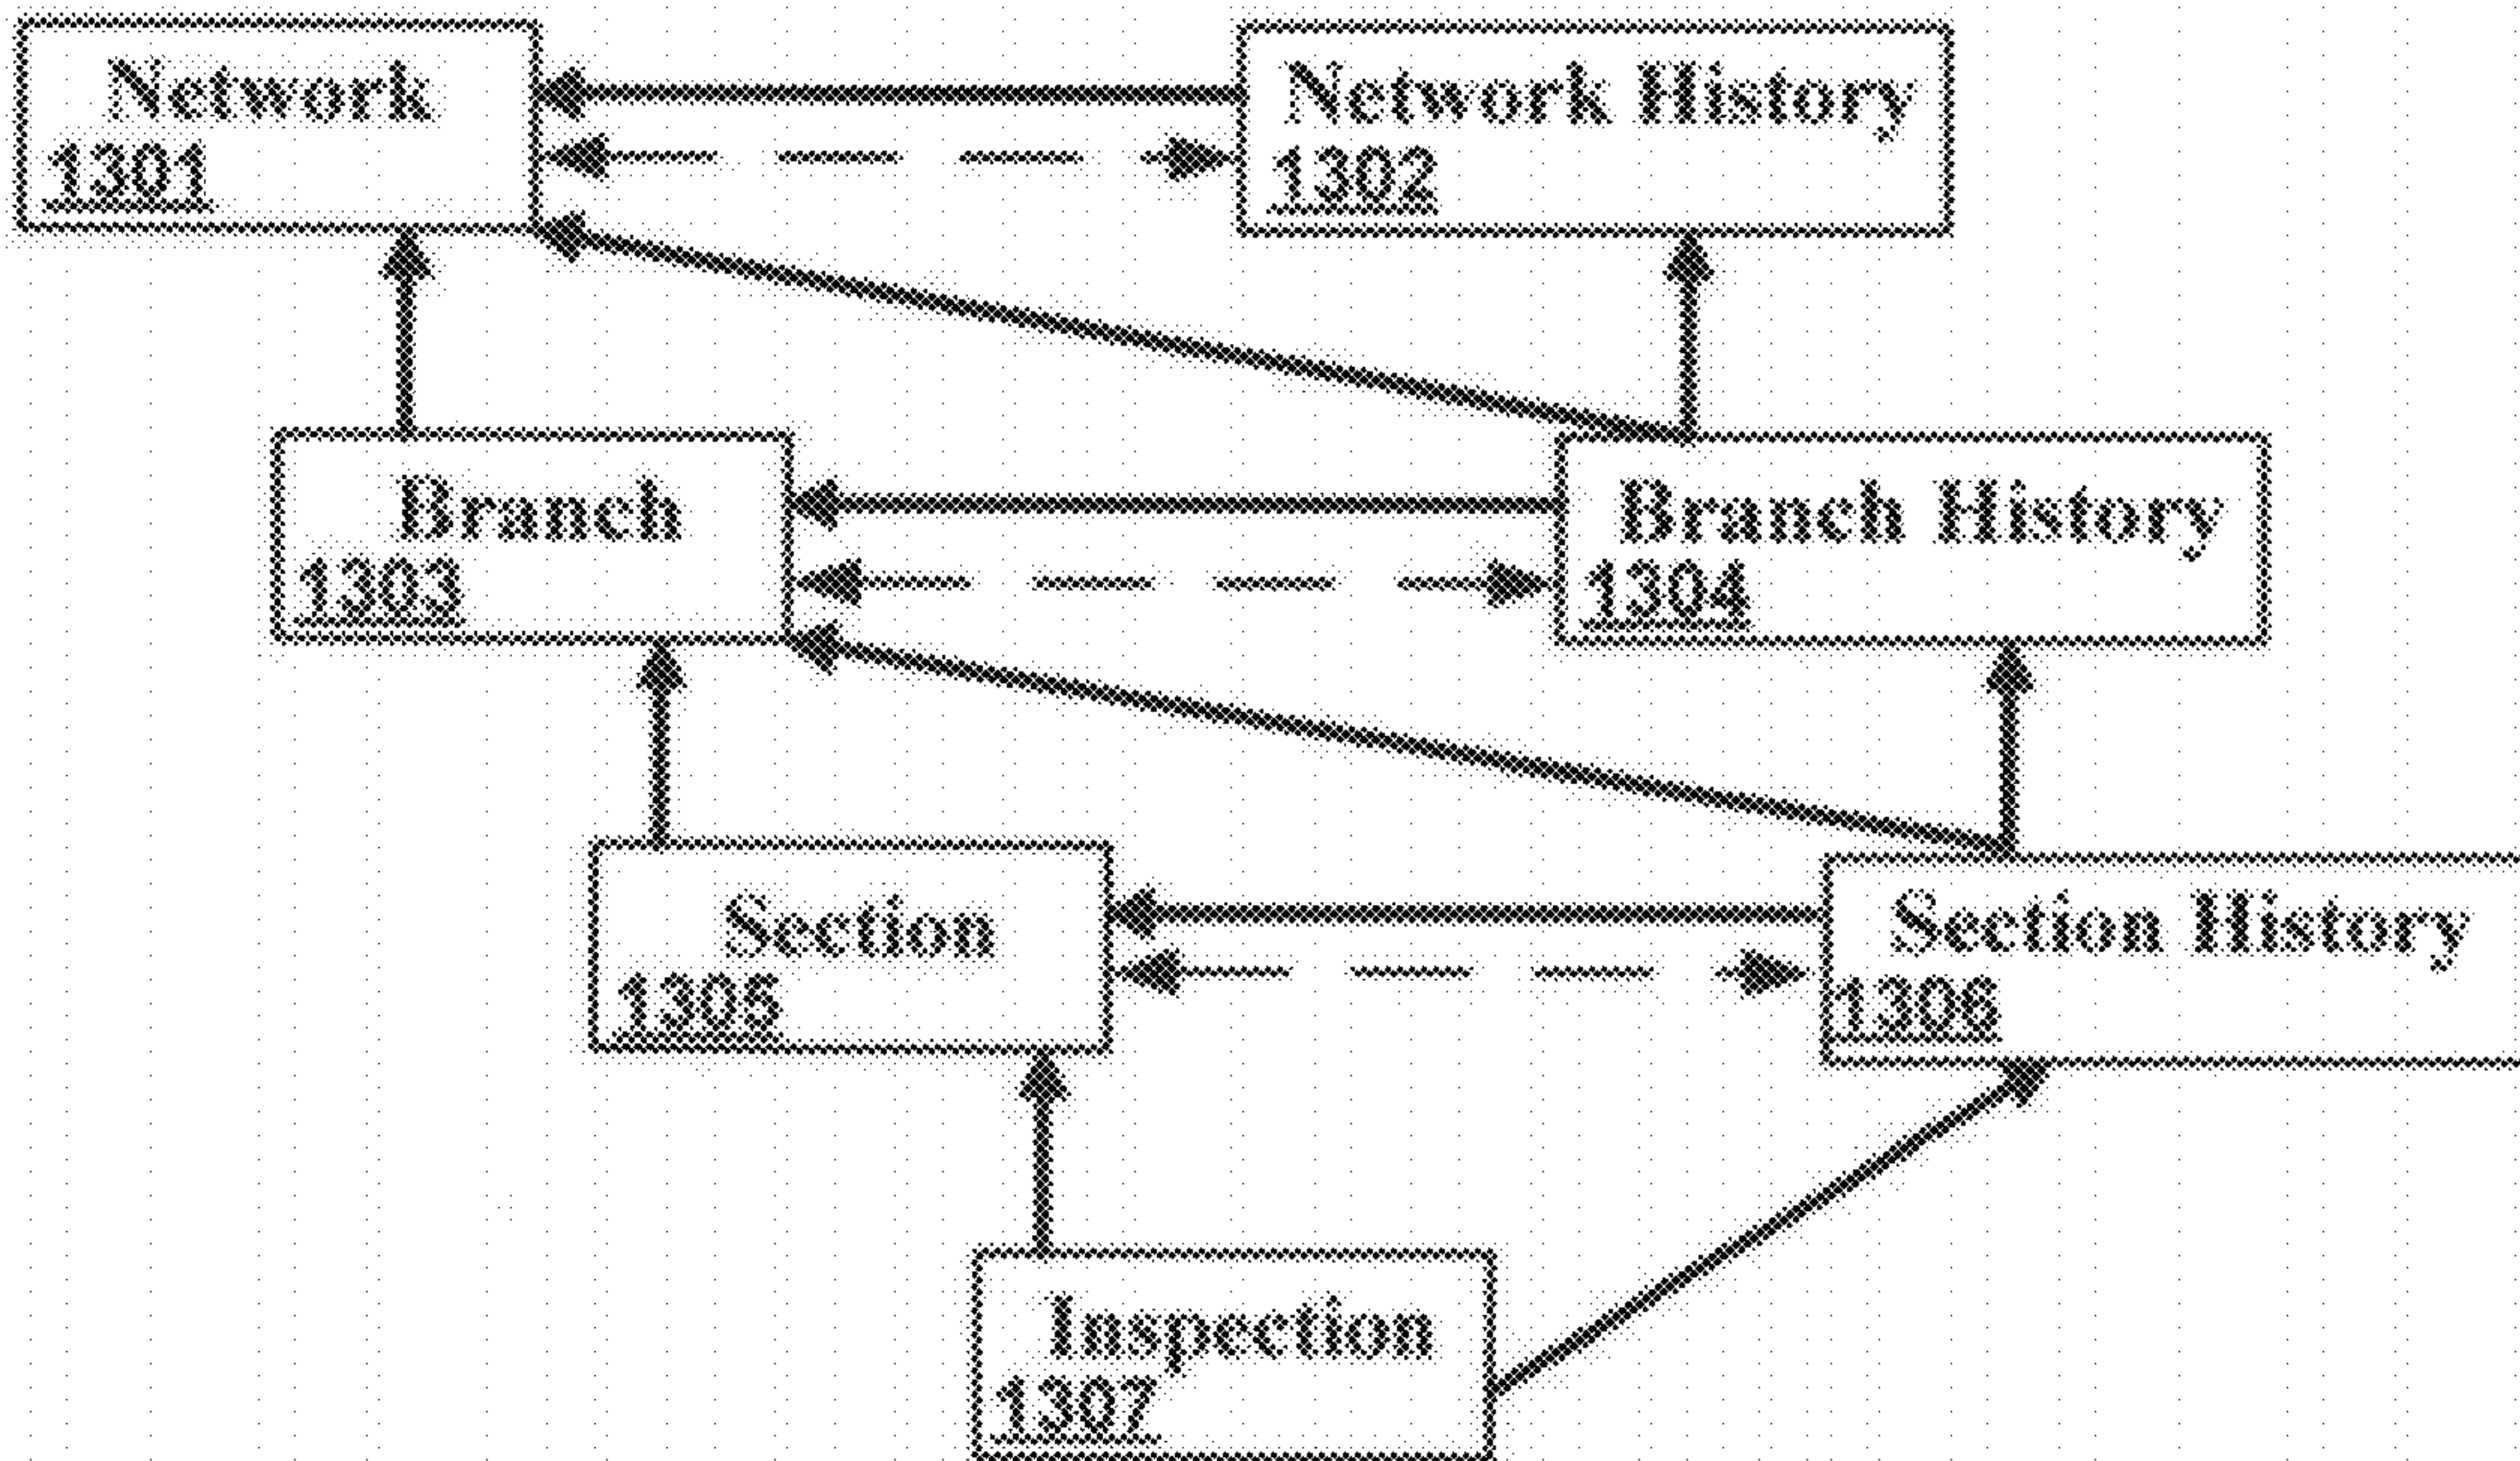 Network
1301
Network History
1302
Branch
1303
Branch History
1304
Section
1305
Section History
1306
Inspection
1307